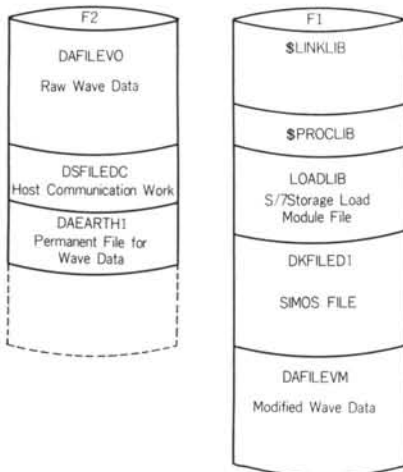 F2
DAFILEVO
Raw Wave Data
DSFILEDC
Host Communication Work
DAEARTH1
Permanent File for
Wave Data
F1
$LINKLIB
$PROCLIB
LOADLIB
S/7Storage Load
Module File
DKFILED1
SIMOS FILE
DAFILEVM
Modified Wave Data